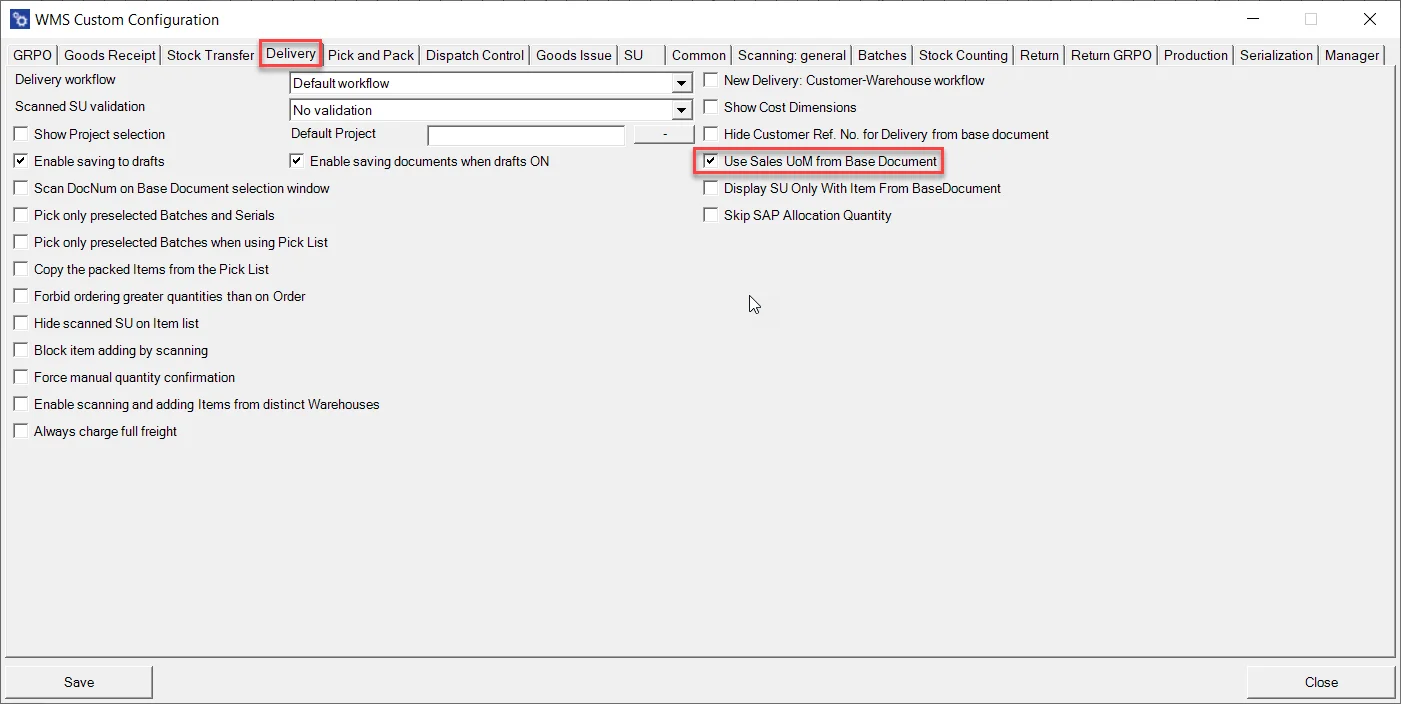 WMS Custom Configuration
GRPO Goods Receipt Stock Transfer Delivery Pick and Pack Dispatch Control Goods Issue SU Common Scanning: general Batches Stock Counting Return Return GRPO Production Serialization Manager
Delivery workflow Default workflow New Delivery: Customer-Warehouse workflow
Scanned SU validation No validation Show Cost Dimensions
Show Project selection Default Project - Hide Customer Ref. No. for Delivery from base document
Enable saving to drafts Enable saving documents when drafts ON Use Sales UoM from Base Document
Scan DocNum on Base Document selection window Display SU Only With Item From BaseDocument
Pick only preselected Batches and Serials Skip SAP Allocation Quantity
Pick only preselected Batches when using Pick List
Copy the packed Items from the Pick List
Forbid ordering greater quantities than on Order
Hide scanned SU on Item list
Block item adding by scanning
Force manual quantity confirmation
Enable scanning and adding Items from distinct Warehouses
Always charge full freight
Save Close